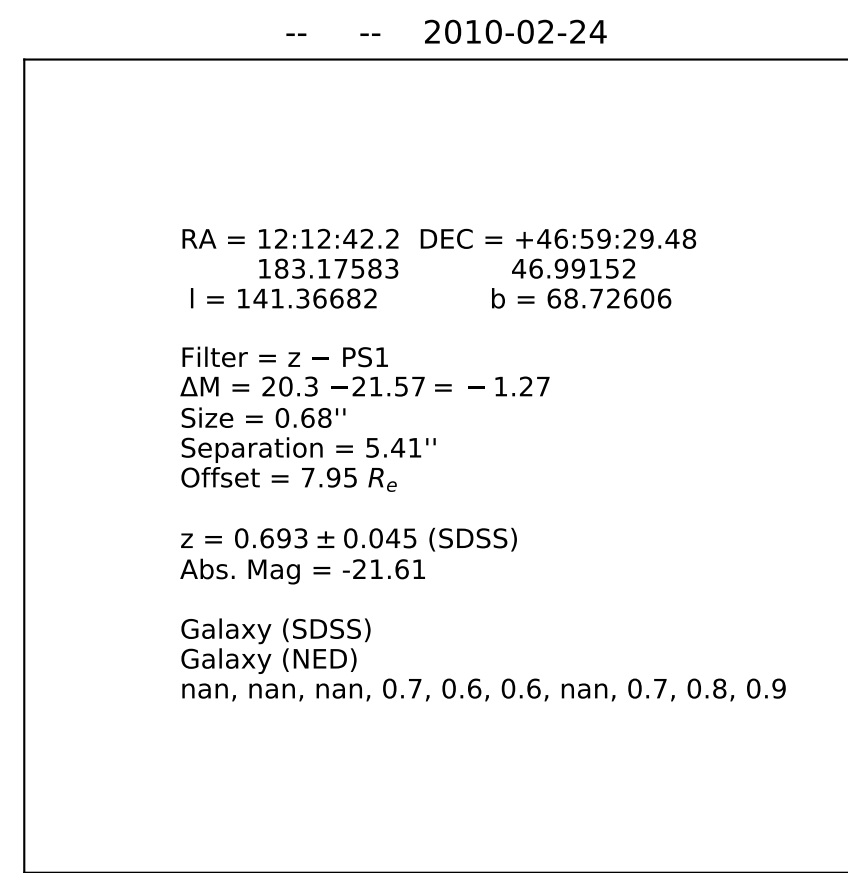 -- -- 2010-02-24
RA = 12:12:42.2 DEC = +46:59:29.48
183.17583 46.99152
l = 141.36682 b = 68.72606
Filter = z − PS1
ΔM = 20.3 −21.57 = − 1.27
Size = 0.68''
Separation = 5.41''
Offset = 7.95 Rₑ
z = 0.693 ± 0.045 (SDSS)
Abs. Mag = -21.61
Galaxy (SDSS)
Galaxy (NED)
nan, nan, nan, 0.7, 0.6, 0.6, nan, 0.7, 0.8, 0.9